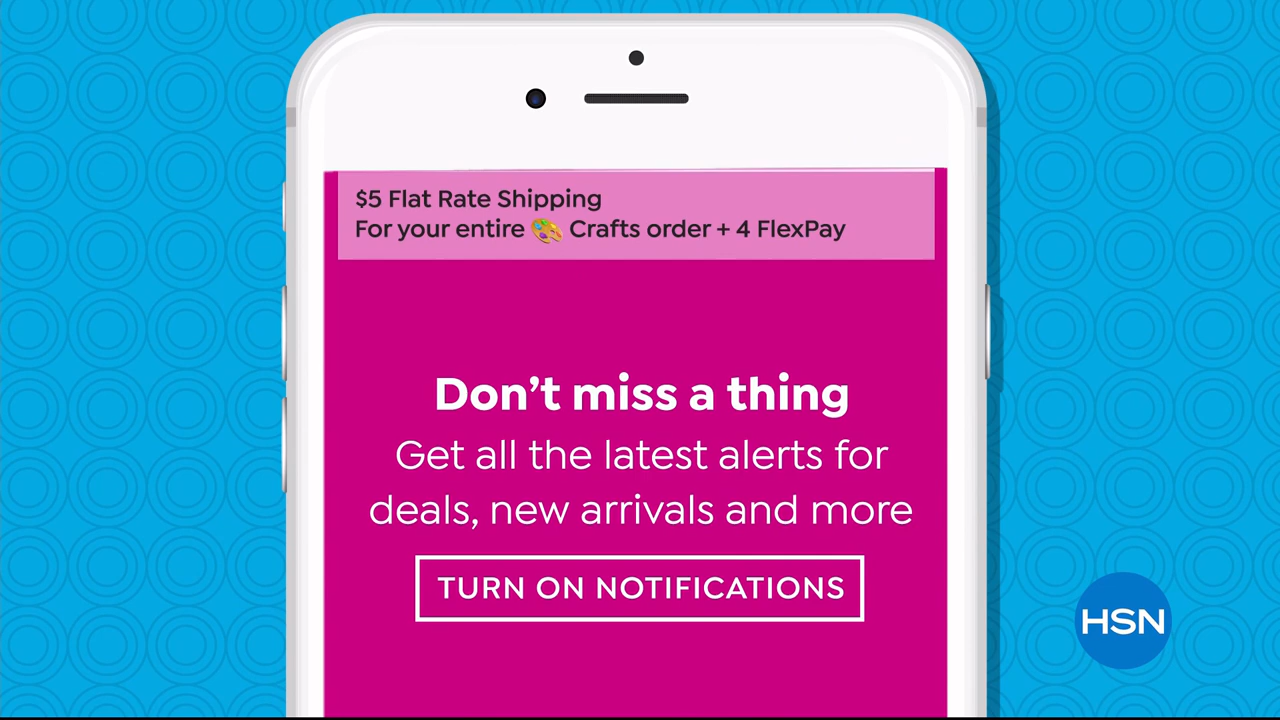 $5 Flat Rate Shipping
For your entire 🎨 Crafts order + 4 FlexPay
Don't miss a thing
Get all the latest alerts for
deals, new arrivals and more
TURN ON NOTIFICATIONS
HSN